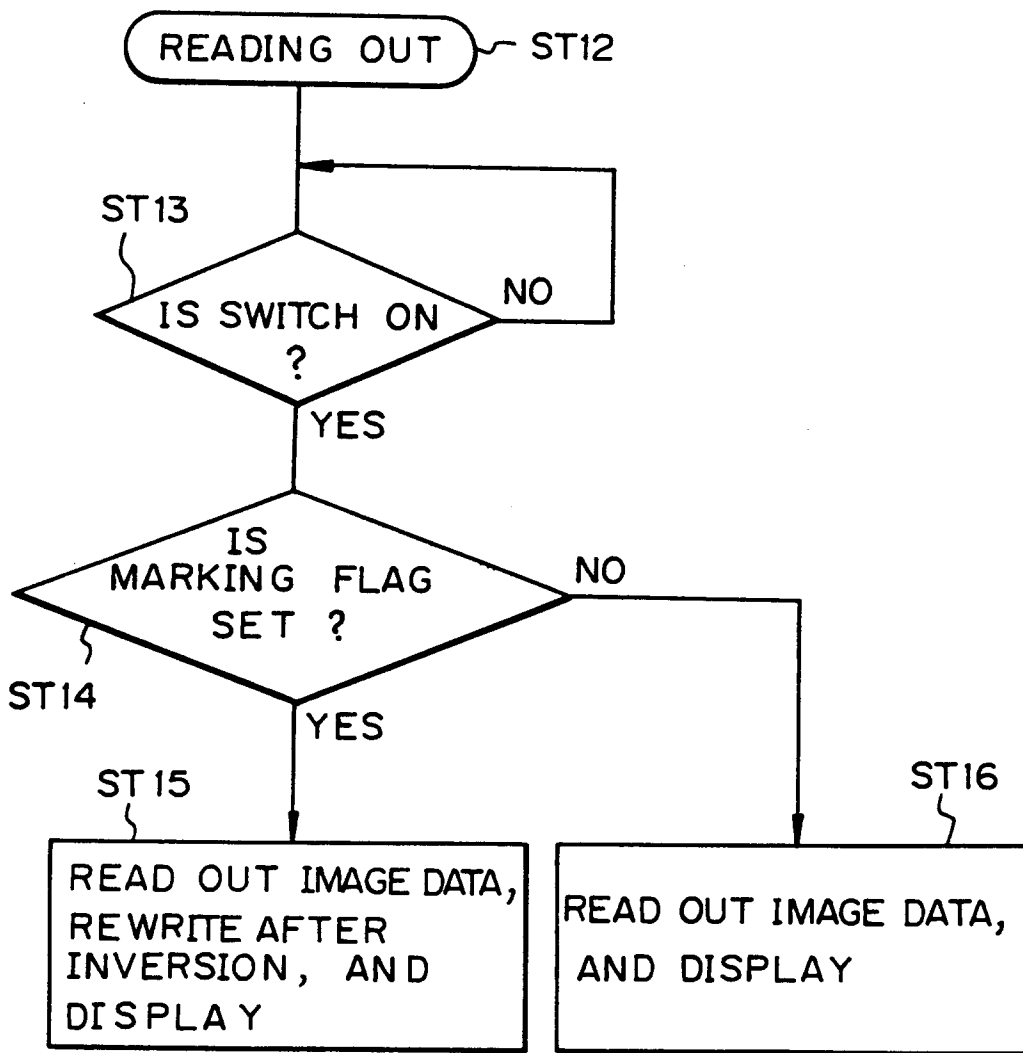 READING OUT
ST12
ST13
IS SWITCH ON
?
NO
YES
IS
MARKING FLAG
SET ?
NO
ST14
YES
ST15
READ OUT IMAGE DATA,
REWRITE AFTER
INVERSION, AND
DISPLAY
ST16
READ OUT IMAGE DATA,
AND DISPLAY